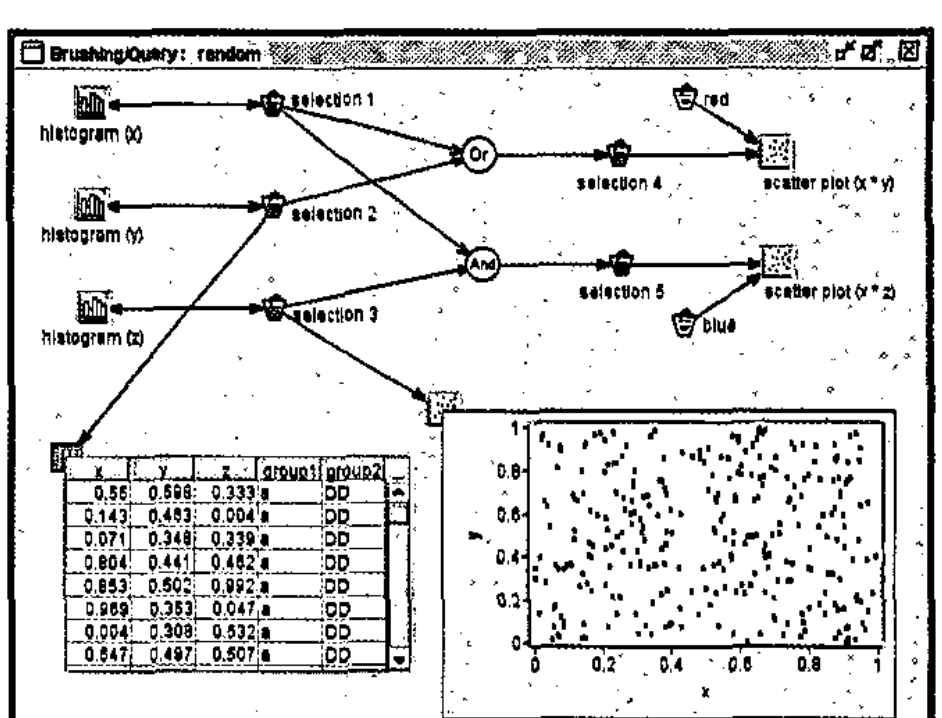 Brushing/Query: random
selection 1
red
histogram (x)
Or
selection 4
scatter plot (x * y)
selection 2
histogram (y)
And
selection 5
scatter plot (x * z)
selection 3
histogram (z)
blue
x y z group1 group2
0.55 0.698 0.333 a DD
0.143 0.463 0.004 a DD
0.071 0.348 0.339 a DD
0.804 0.441 0.462 a DD
0.853 0.502 0.992 a DD
0.969 0.353 0.047 a DD
0.004 0.308 0.532 a DD
0.647 0.497 0.507 a DD
1
0.8
0.6
y
0.4
0.2
0
0 0.2 0.4 0.6 0.8 1
x